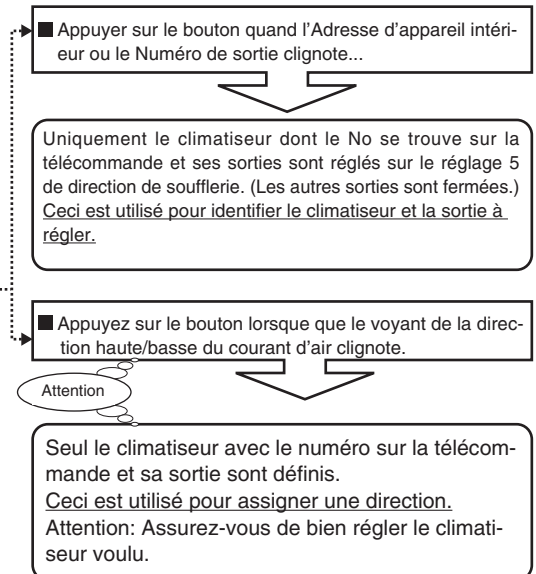 ■ Appuyer sur le bouton quand l'Adresse d'appareil intéri-
eur ou le Numéro de sortie clignote...
Uniquement le climatiseur dont le No se trouve sur la
télécommande et ses sorties sont réglés sur le réglage 5
de direction de soufflerie. (Les autres sorties sont fermées.)
Ceci est utilisé pour identifier le climatiseur et la sortie à
régler.
■ Appuyez sur le bouton lorsque que le voyant de la direc-
tion haute/basse du courant d'air clignote.
Attention
Seul le climatiseur avec le numéro sur la télécom-
mande et sa sortie sont définis.
Ceci est utilisé pour assigner une direction.
Attention: Assurez-vous de bien régler le climati-
seur voulu.